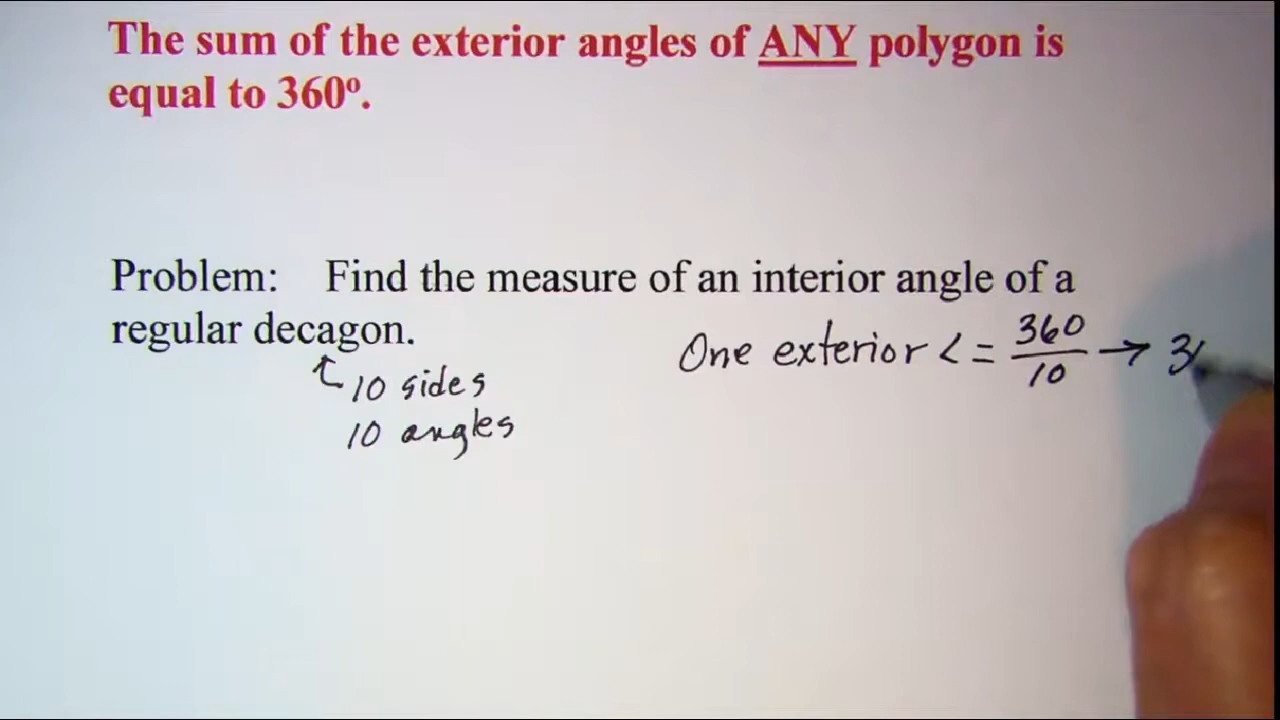 The sum of the exterior angles of ANY polygon is
equal to 360º.
Problem: Find the measure of an interior angle of a
regular decagon.
One exterior < = 360/10 → 3
10 sides
10 angles